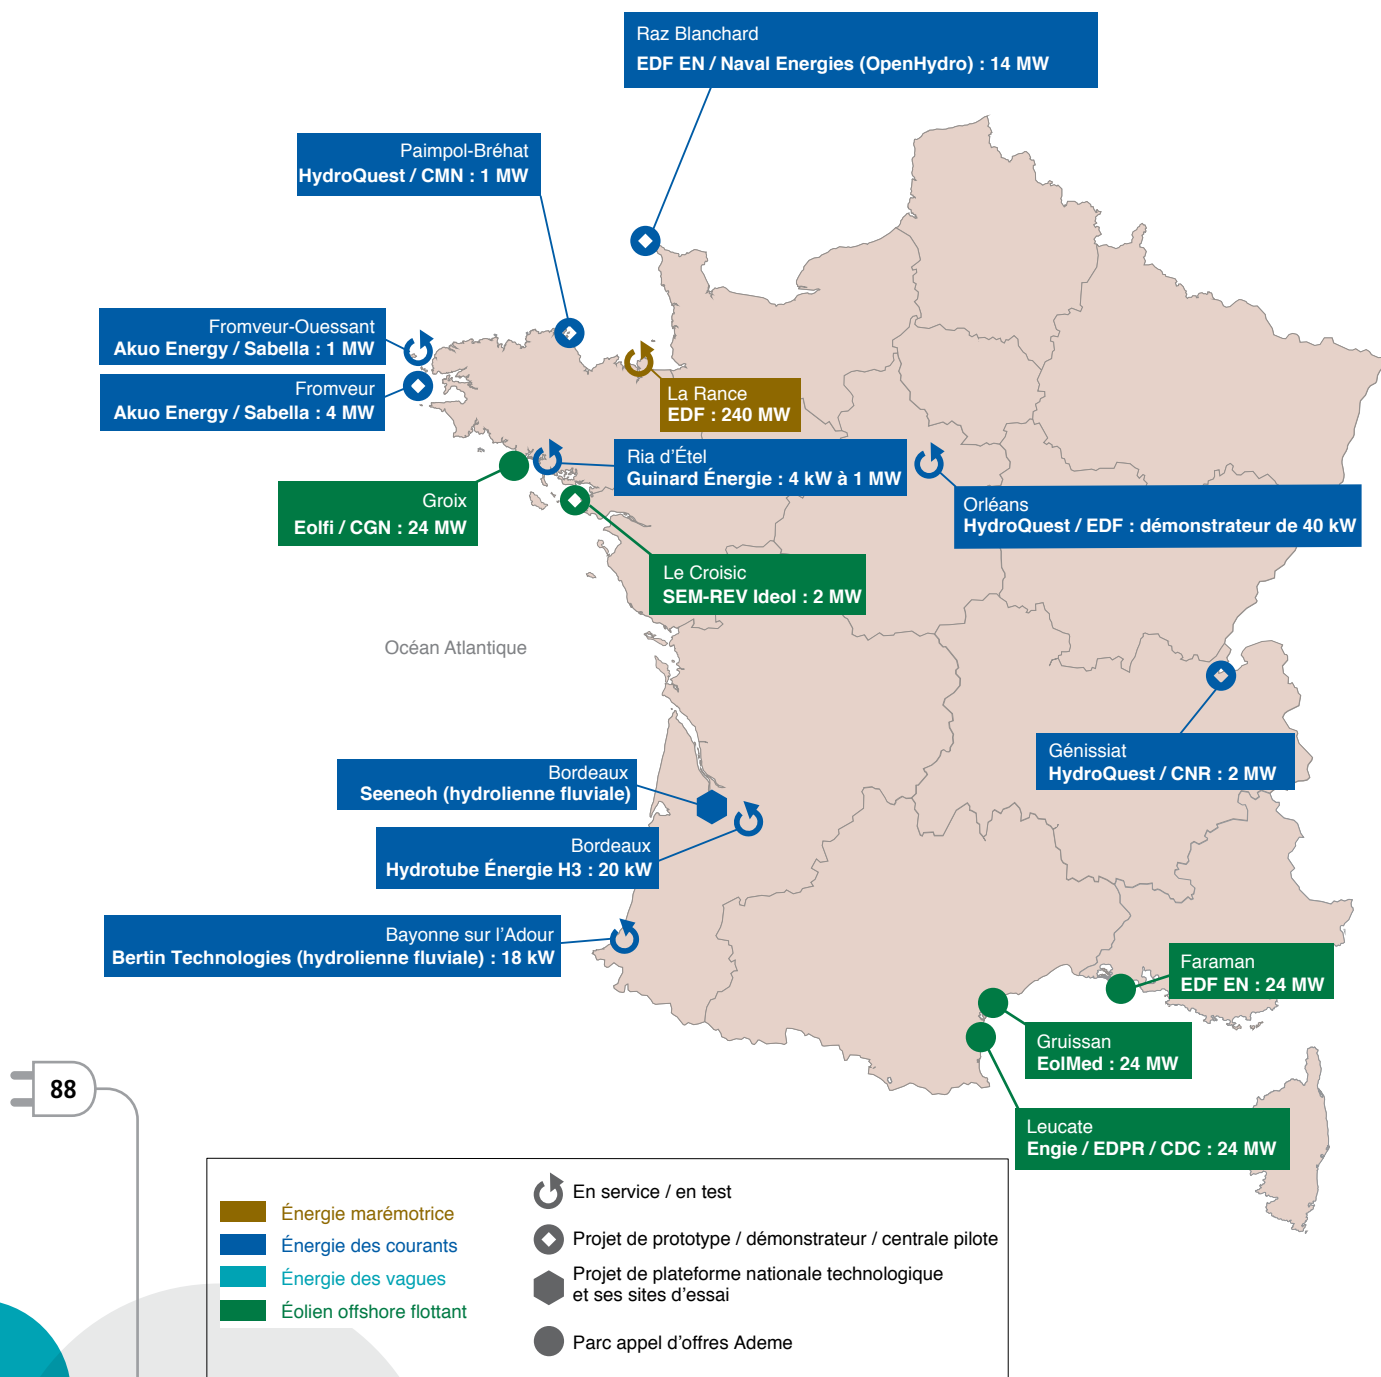 Raz Blanchard
EDF EN / Naval Energies (OpenHydro) : 14 MW
Paimpol-Bréhat
HydroQuest / CMN : 1 MW
Fromveur-Ouessant
Akuo Energy / Sabella : 1 MW
Fromveur
Akuo Energy / Sabella : 4 MW
La Rance
EDF : 240 MW
Ria d'Étel
Guinard Énergie : 4 kW à 1 MW
Orléans
HydroQuest / EDF : démonstrateur de 40 kW
Groix
Eolfi / CGN : 24 MW
Le Croisic
SEM-REV Ideol : 2 MW
Océan Atlantique
Génissiat
HydroQuest / CNR : 2 MW
Bordeaux
Seeneoh (hydrolienne fluviale)
Bordeaux
Hydrotube Énergie H3 : 20 kW
Bayonne sur l'Adour
Bertin Technologies (hydrolienne fluviale) : 18 kW
Faraman
EDF EN : 24 MW
Gruissan
EolMed : 24 MW
Leucate
Engie / EDPR / CDC : 24 MW
88
Énergie marémotrice
Énergie des courants
Énergie des vagues
Éolien offshore flottant
En service / en test
Projet de prototype / démonstrateur / centrale pilote
Projet de plateforme nationale technologique
et ses sites d'essai
Parc appel d'offres Ademe